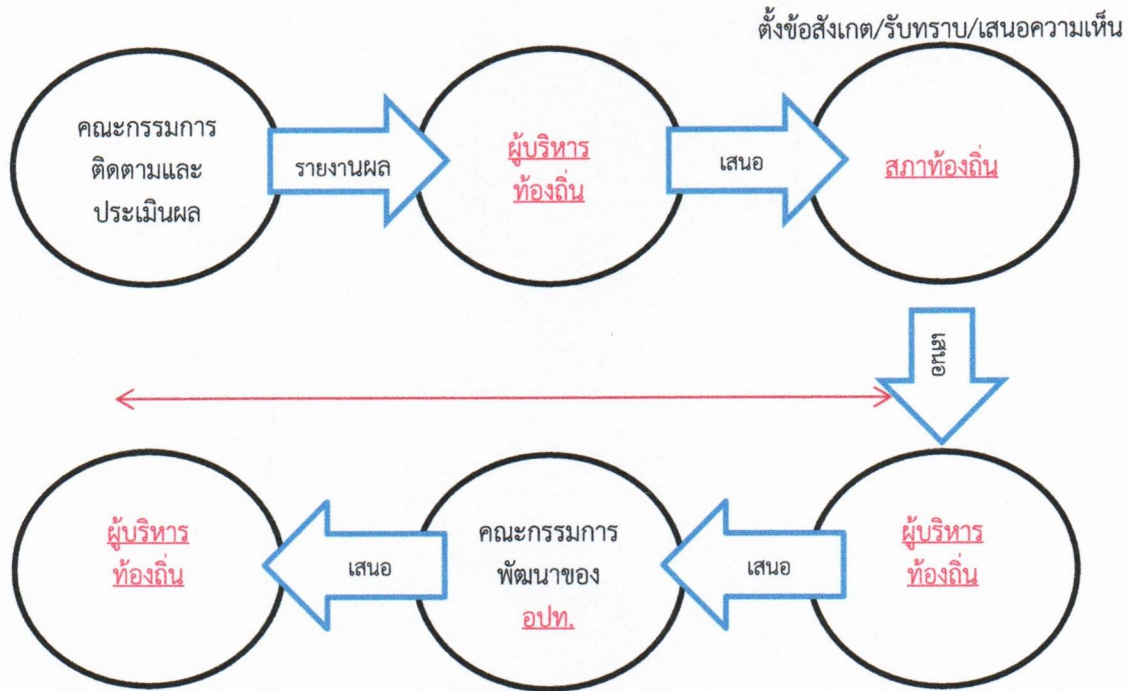 ตั้งข้อสังเกต/รับทราบ/เสนอความเห็น
คณะกรรมการ
ติดตามและ
ประเมินผล
รายงานผล
ผู้บริหาร
ท้องถิ่น
เสนอ
สภาท้องถิ่น
เสนอ
ผู้บริหาร
ท้องถิ่น
เสนอ
คณะกรรมการ
พัฒนาของ
อปท.
เสนอ
ผู้บริหาร
ท้องถิ่น